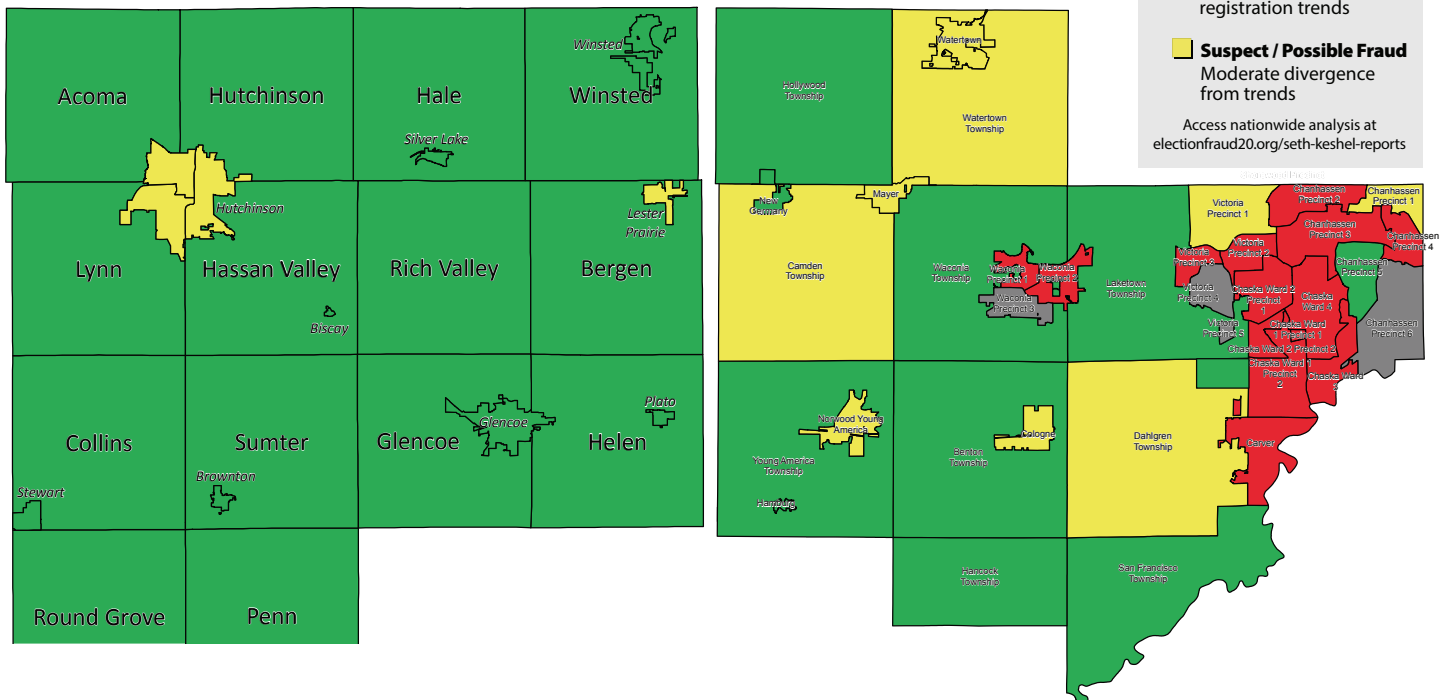 Acoma
Hutchinson
Hale
Winsted
Winsted
Silver Lake
Hutchinson
Lester
Prairie
Lynn
Hassan Valley
Rich Valley
Bergen
Biscay
Collins
Sumter
Glencoe
Glencoe
Plato
Helen
Brownton
Stewart
Round Grove
Penn
registration trends
Suspect / Possible Fraud
Moderate divergence
from trends
Access nationwide analysis at
electionfraud20.org/seth-keshel-reports
Hollywood
Township
Watertown
Watertown
Township
New
Germany
Mayer
Camden
Township
Waconia
Township
Waconia
Precinct 1
Waconia
Precinct 2
Waconia
Precinct 3
Laketown
Township
Victoria
Precinct 1
Victoria
Precinct 2
Victoria
Precinct 3
Victoria
Precinct 4
Victoria
Precinct 5
Chanhassen
Precinct 2
Chanhassen
Precinct 1
Chanhassen
Precinct 3
Chanhassen
Precinct 4
Chanhassen
Precinct 5
Chanhassen
Precinct 6
Chaska Ward 2
Precinct
1
Chaska
Ward 4
Chaska Ward
1 Precinct 1
Chaska Ward 2 Precinct 2
Chaska Ward 1
Precinct
2
Chaska Ward
3
Norwood Young
America
Young America
Township
Hamburg
Cologne
Benton
Township
Dahlgren
Township
Carver
Hancock
Township
San Francisco
Township